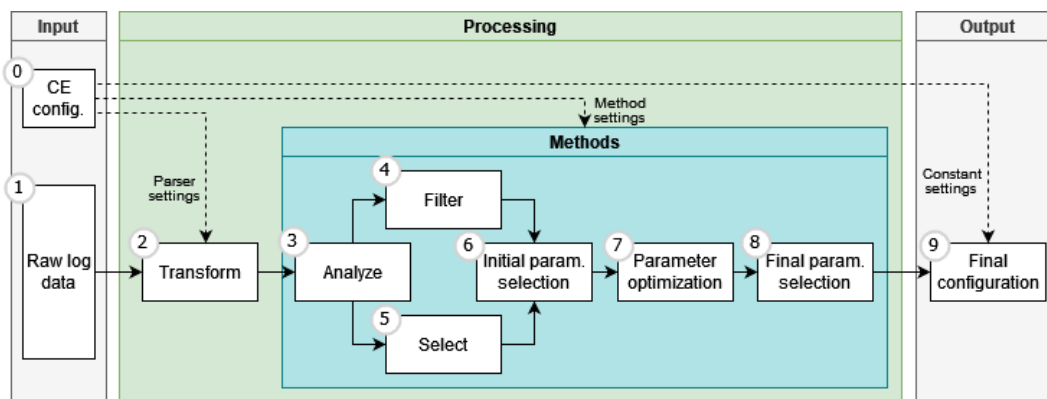 Input
Processing
Output
0
CE
config.
Method
settings
Methods
1
Raw log
data
Parser
settings
Constant
settings
2
Transform
3
Analyze
4
Filter
5
Select
6
Initial param.
selection
7
Parameter
optimization
8
Final param.
selection
9
Final
configuration